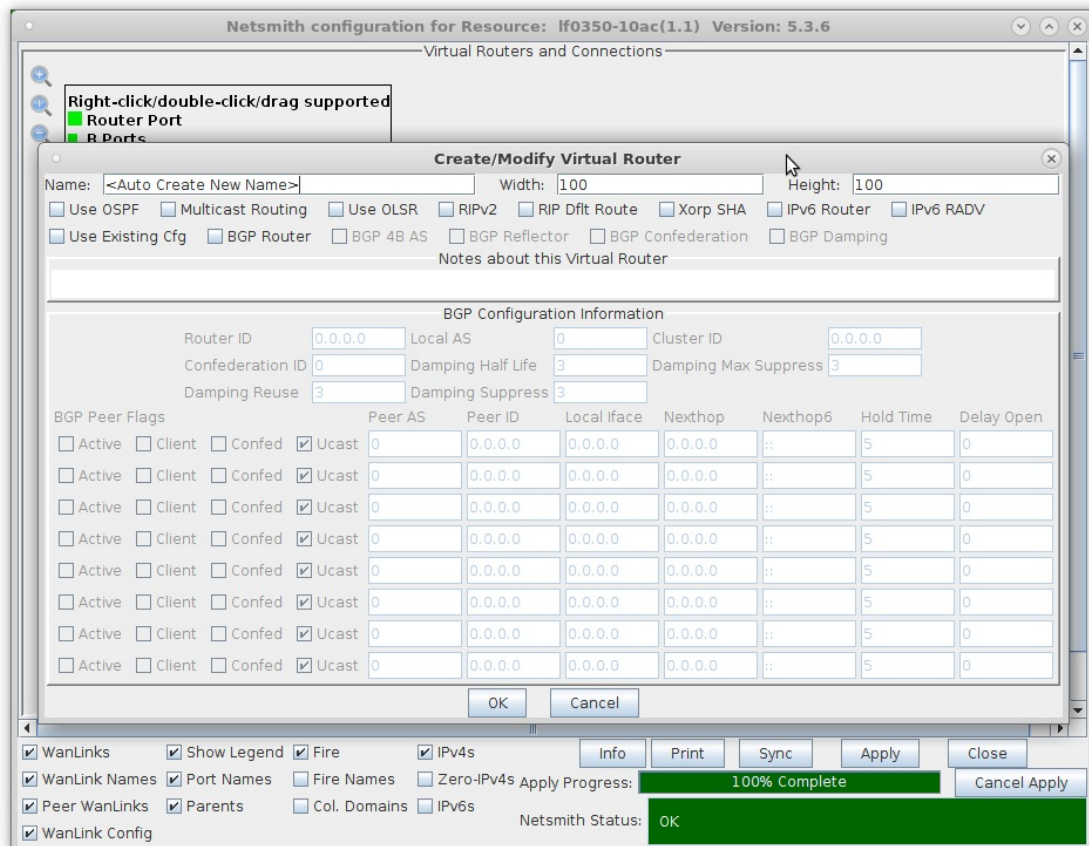 Netsmith configuration for Resource: lf0350-10ac(1.1) Version: 5.3.6
Virtual Routers and Connections
Right-click/double-click/drag supported
Router Port
R Ports
Create/Modify Virtual Router
Name: <Auto Create New Name> Width: 100 Height: 100
Use OSPF Multicast Routing Use OLSR RIPv2 RIP Dflt Route Xorp SHA IPv6 Router IPv6 RADV
Use Existing Cfg BGP Router BGP 4B AS BGP Reflector BGP Confederation BGP Damping
Notes about this Virtual Router
BGP Configuration Information
Router ID 0.0.0.0 Local AS 0 Cluster ID 0.0.0.0
Confederation ID 0 Damping Half Life 3 Damping Max Suppress 3
Damping Reuse 3 Damping Suppress 3
BGP Peer Flags Peer AS Peer ID Local Iface Nexthop Nexthop6 Hold Time Delay Open
Active Client Confed Ucast 0 0.0.0.0 0.0.0.0 0.0.0.0 :: 5 0
Active Client Confed Ucast 0 0.0.0.0 0.0.0.0 0.0.0.0 :: 5 0
Active Client Confed Ucast 0 0.0.0.0 0.0.0.0 0.0.0.0 :: 5 0
Active Client Confed Ucast 0 0.0.0.0 0.0.0.0 0.0.0.0 :: 5 0
Active Client Confed Ucast 0 0.0.0.0 0.0.0.0 0.0.0.0 :: 5 0
Active Client Confed Ucast 0 0.0.0.0 0.0.0.0 0.0.0.0 :: 5 0
Active Client Confed Ucast 0 0.0.0.0 0.0.0.0 0.0.0.0 :: 5 0
Active Client Confed Ucast 0 0.0.0.0 0.0.0.0 0.0.0.0 :: 5 0
OK Cancel
WanLinks Show Legend Fire IPv4s Info Print Sync Apply Close
WanLink Names Port Names Fire Names Zero-IPv4s Apply Progress: 100% Complete Cancel Apply
Peer WanLinks Parents Col. Domains IPv6s
Netsmith Status: OK
WanLink Config